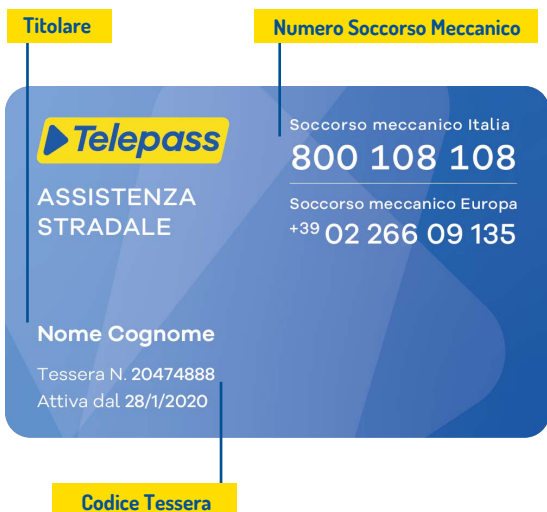 Titolare
Numero Soccorso Meccanico
Telepass
ASSISTENZA
STRADALE
Soccorso meccanico Italia
800 108 108
Soccorso meccanico Europa
+39 02 266 09 135
Nome Cognome
Tessera N. 20474888
Attiva dal 28/1/2020
Codice Tessera